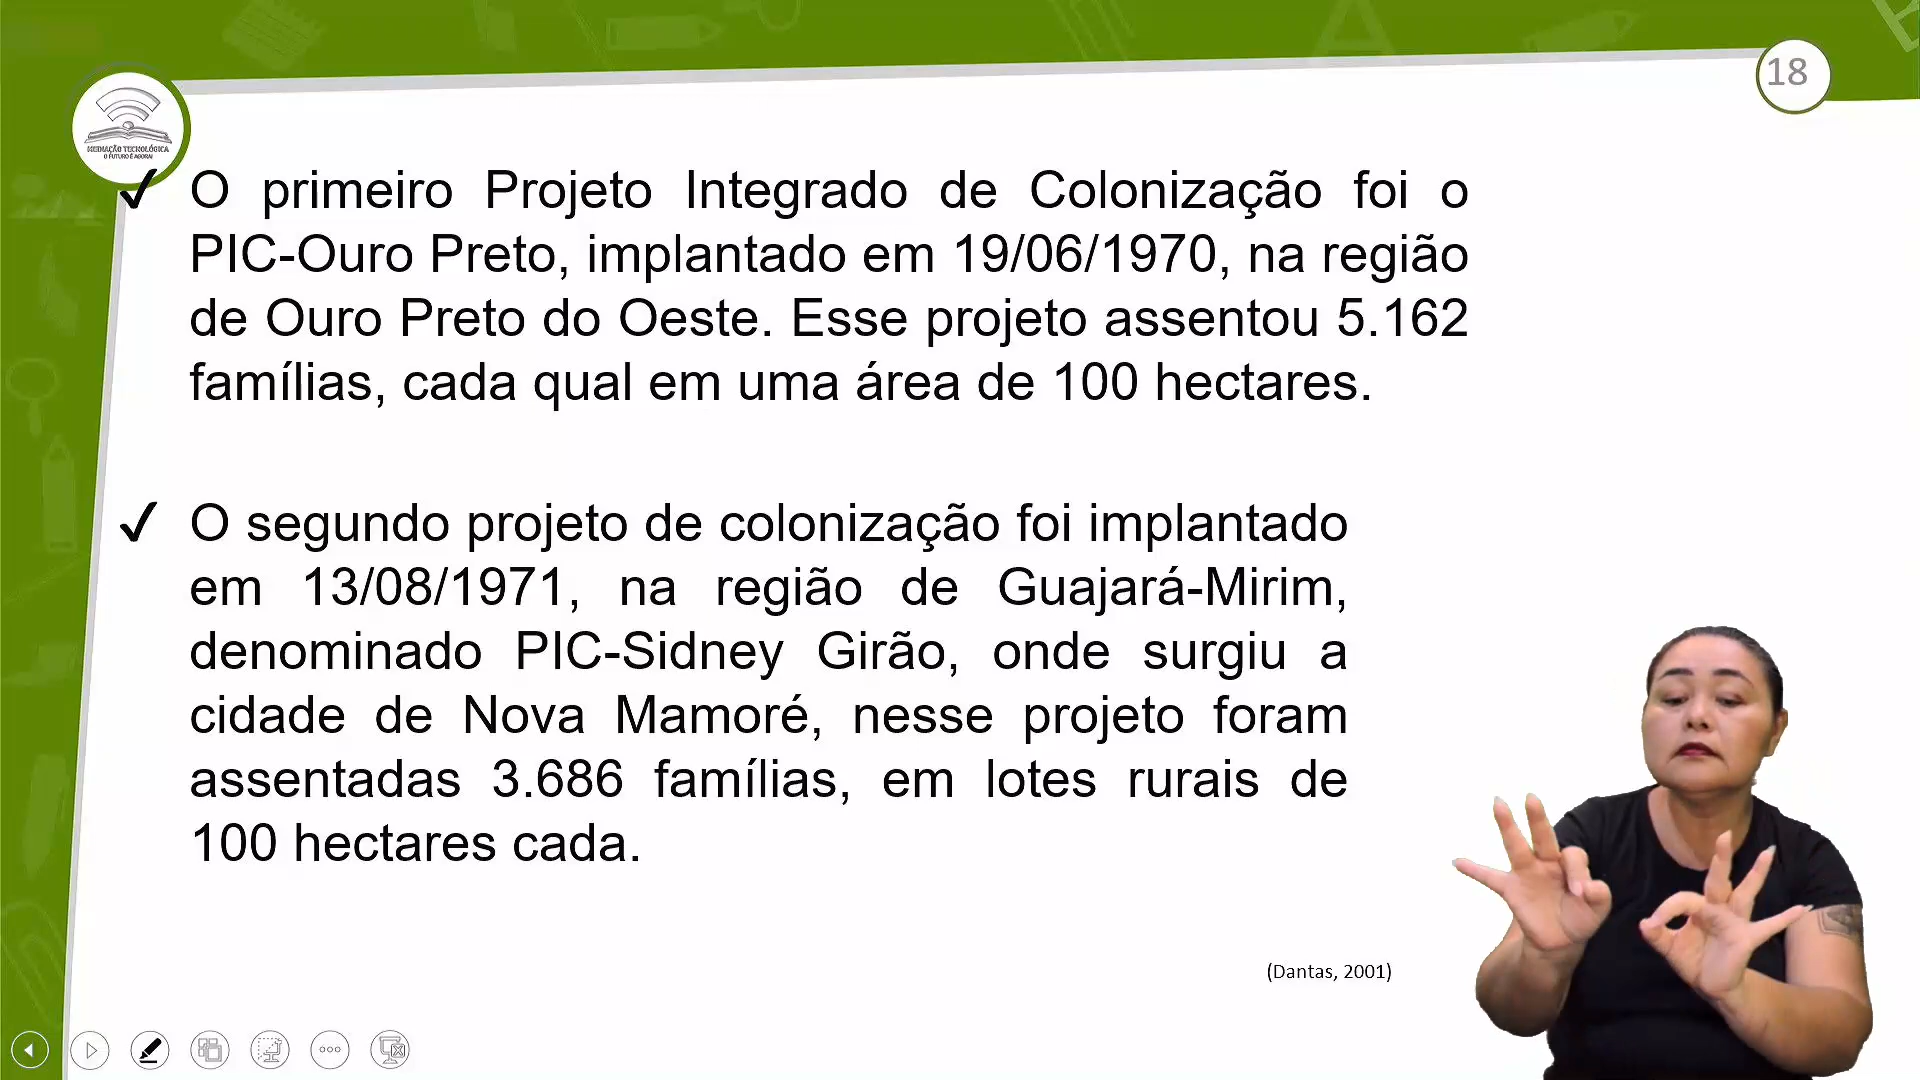 18
MEDIAÇÃO TECNOLÓGICA
O FUTURO É AGORA!
✓ O primeiro Projeto Integrado de Colonização foi o
PIC-Ouro Preto, implantado em 19/06/1970, na região
de Ouro Preto do Oeste. Esse projeto assentou 5.162
famílias, cada qual em uma área de 100 hectares.
✓ O segundo projeto de colonização foi implantado
em 13/08/1971, na região de Guajará-Mirim,
denominado PIC-Sidney Girão, onde surgiu a
cidade de Nova Mamoré, nesse projeto foram
assentadas 3.686 famílias, em lotes rurais de
100 hectares cada.
(Dantas, 2001)